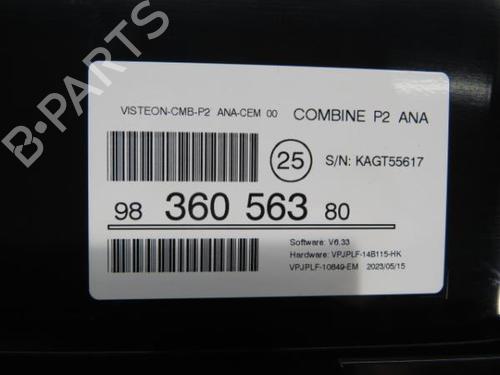 VISTEON-CMB-P2 ANA-CEM 00 COMBINE P2 ANA
25 S/N: KAGT55617
98 360 563 80
Software: V6.33
Hardware: VPJPLF-14B115-HK
VPJPLF-10849-EM 2023/05/15
B-PARTS